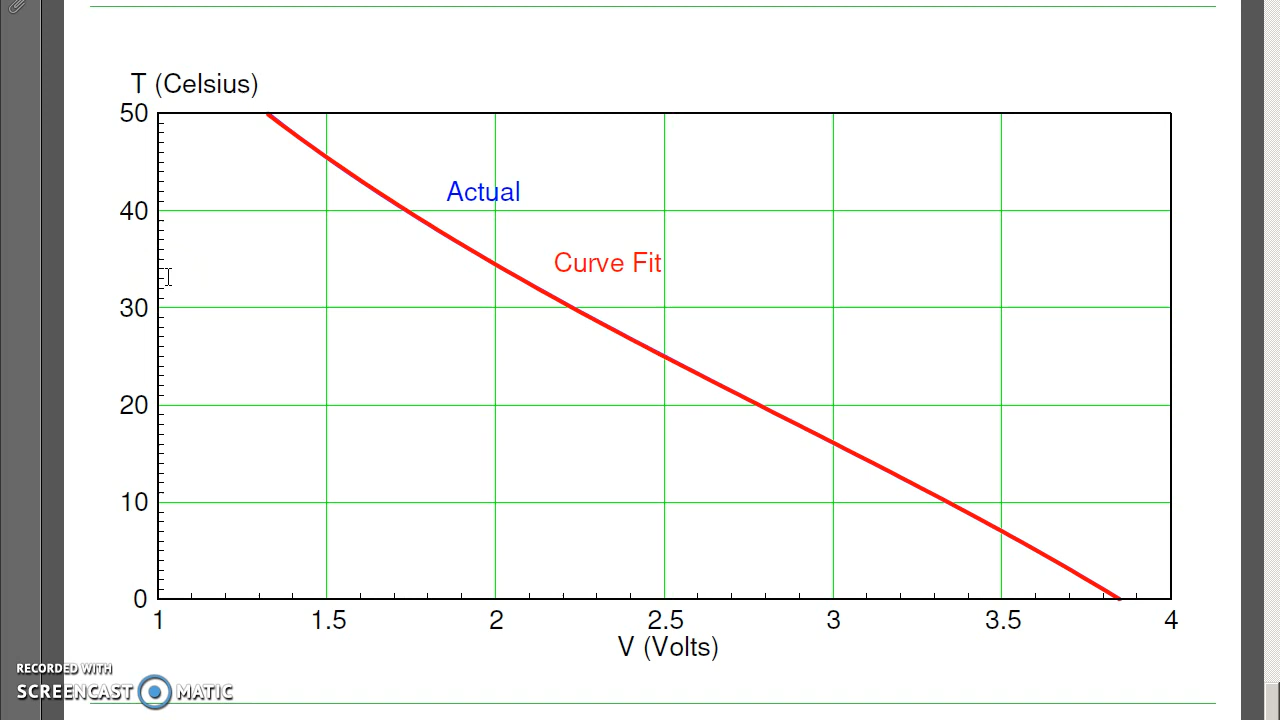 T (Celsius)
50
Actual
40
Curve Fit
30
20
10
0
1 1.5 2 2.5 3 3.5 4
V (Volts)
RECORDED WITH
SCREENCAST MATIC